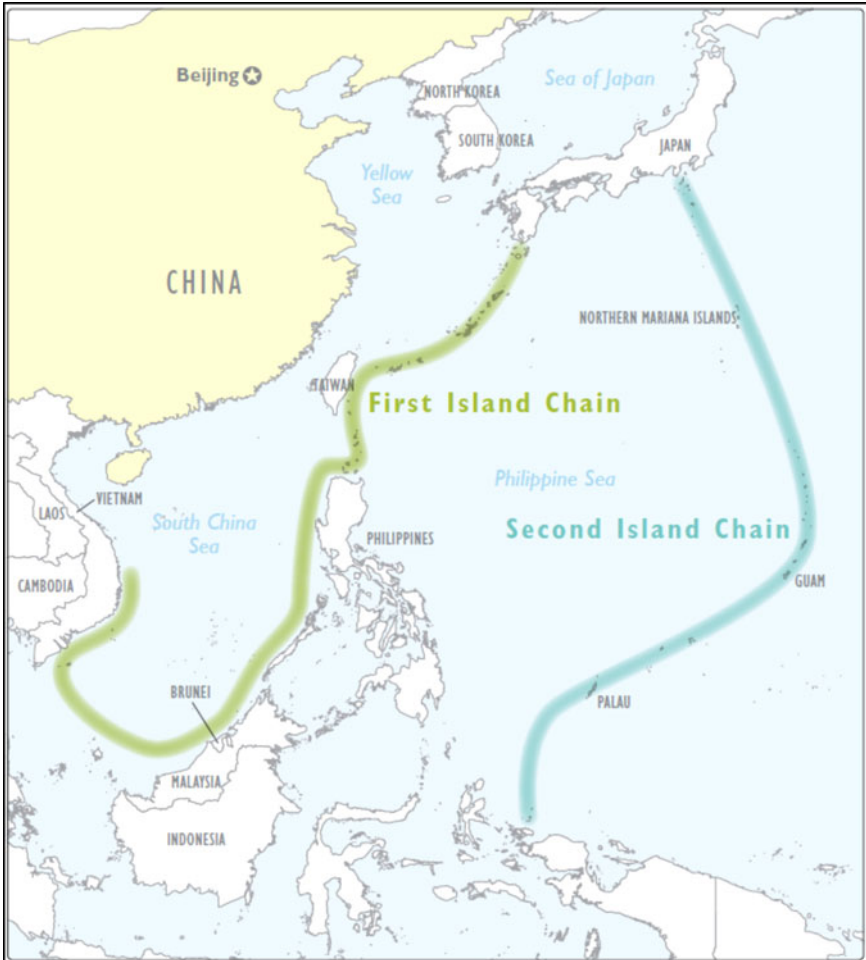 Beijing
Sea of Japan
NORTH KOREA
SOUTH KOREA
JAPAN
Yellow
Sea
CHINA
NORTHERN MARIANA ISLANDS
TAIWAN
First Island Chain
Philippine Sea
VIETNAM
LAOS
South China
Sea
Second Island Chain
PHILIPPINES
CAMBODIA
GUAM
BRUNEI
PALAU
MALAYSIA
INDONESIA